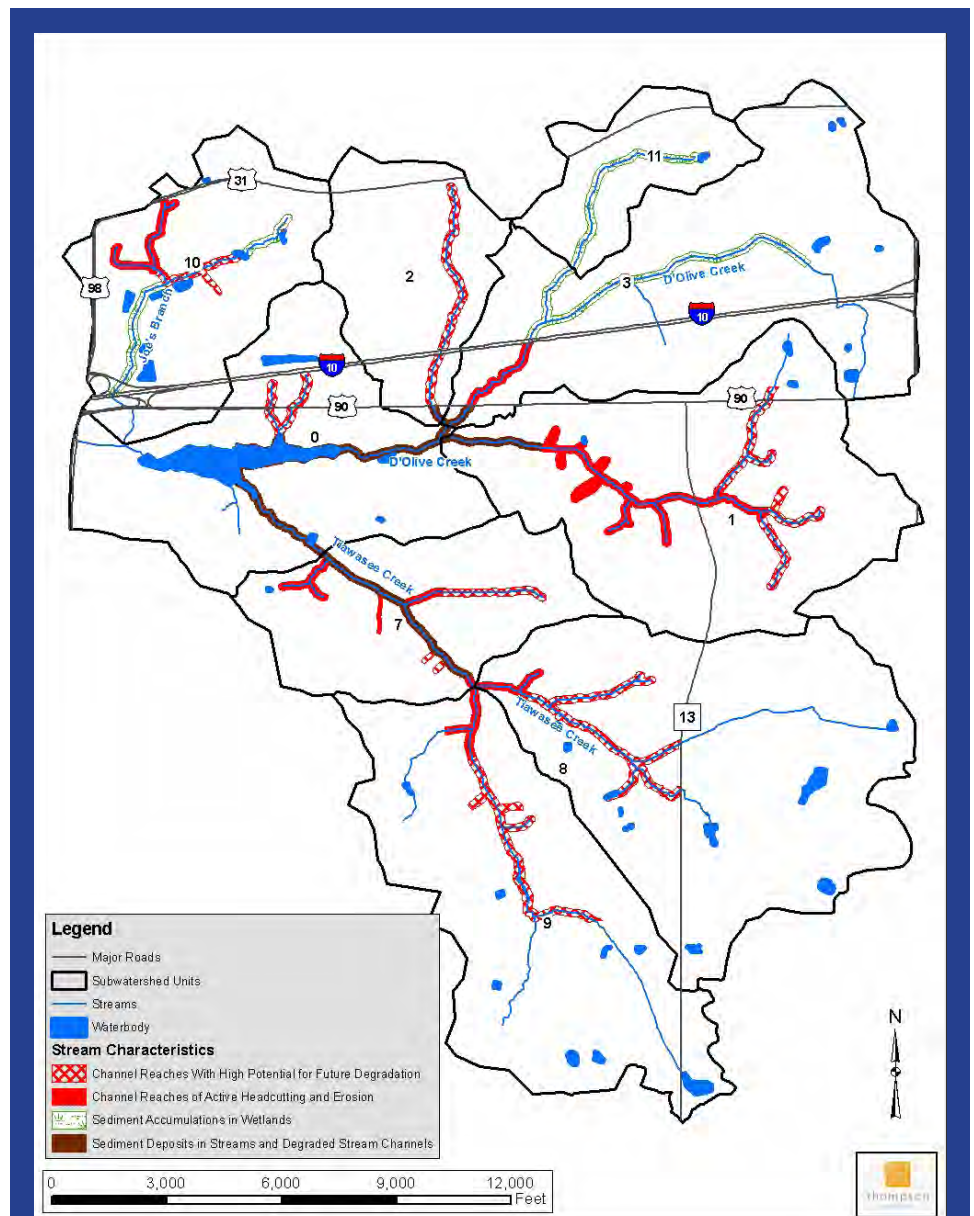 11
31
10
2
3
D'Olive Creek
98
Joe's Branch
10
10
90
90
0
D'Olive Creek
1
Tiawasee Creek
7
Tiawasee Creek
13
8
9
Legend
Major Roads
Subwatershed Units
Streams
Waterbody
Stream Characteristics
Channel Reaches With High Potential for Future Degradation
Channel Reaches of Active Headcutting and Erosion
Sediment Accumulations in Wetlands
Sediment Deposits in Streams and Degraded Stream Channels
N
0 3,000 6,000 9,000 12,000
Feet
thompson